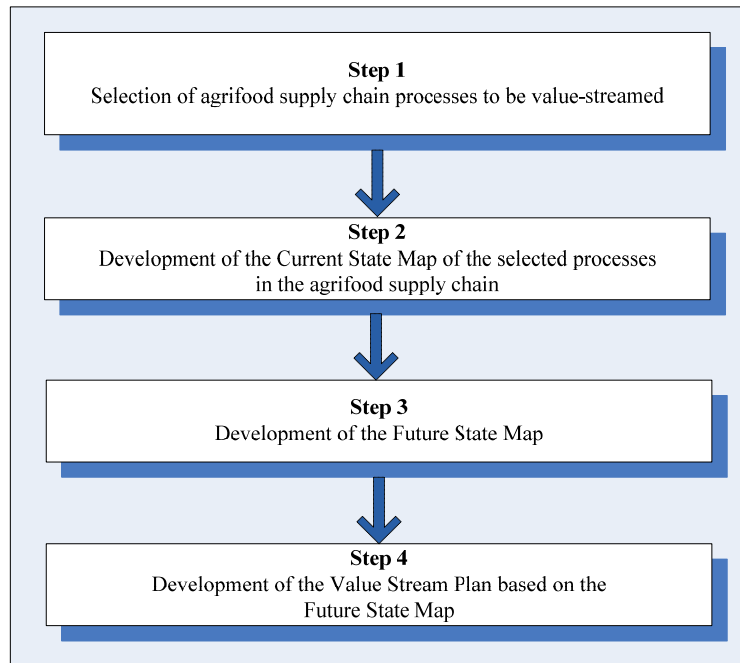 Step 1
Selection of agrifood supply chain processes to be value-streamed
Step 2
Development of the Current State Map of the selected processes
in the agrifood supply chain
Step 3
Development of the Future State Map
Step 4
Development of the Value Stream Plan based on the
Future State Map